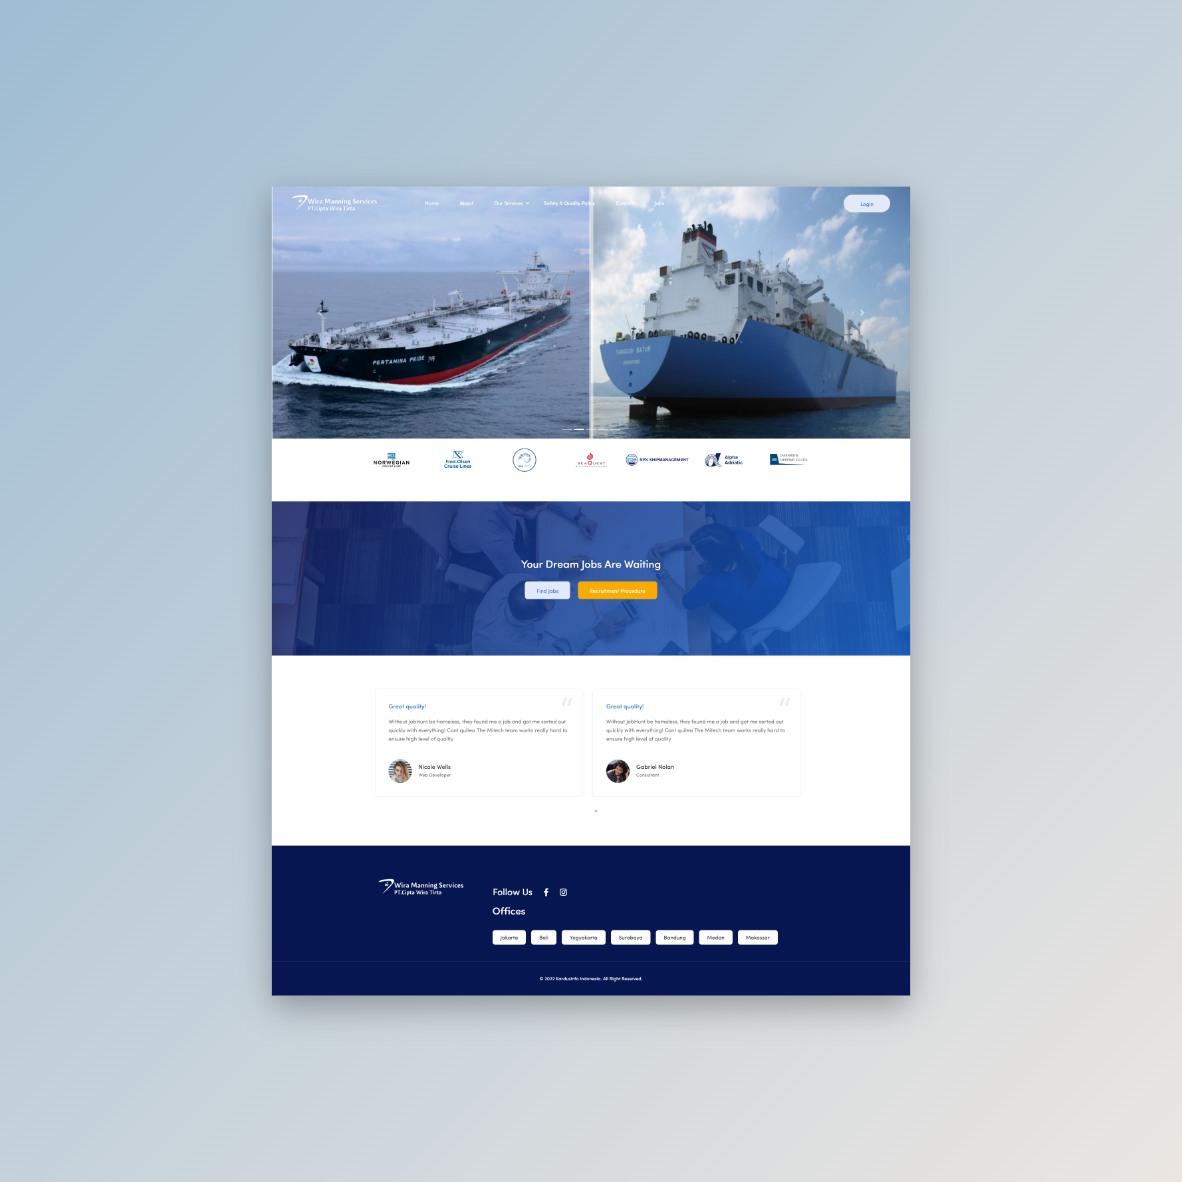 Wira Manning Services
PT.Cipta Wira Tirta
Home
About
Our Services
Safety & Quality Policy
Contact
Jobs
Login
PERTAMINA PRIDE
NORWEGIAN
Fred.Olsen
Cruise Lines
SEAQUEST
NYK SHIPMANAGEMENT
Alpha
Adriatic
Your Dream Jobs Are Waiting
Find Jobs
Recruitment Procedure
Great quality!
Without JobHunt be homeless, they found me a job and got me sorted out
quickly with everything! Cant quitea The Mitech team works really hard to
ensure high level of quality
Nicole Wells
Web Developer
Great quality!
Without JobHunt be homeless, they found me a job and got me sorted out
quickly with everything! Cant quitea The Mitech team works really hard to
ensure high level of quality
Gabriel Nolan
Consultant
Wira Manning Services
PT.Cipta Wira Tirta
Follow Us
Offices
Jakarta
Bali
Yogyakarta
Surabaya
Bandung
Medan
Makassar
© 2022 KardusInfo Indonesia. All Right Reserved.